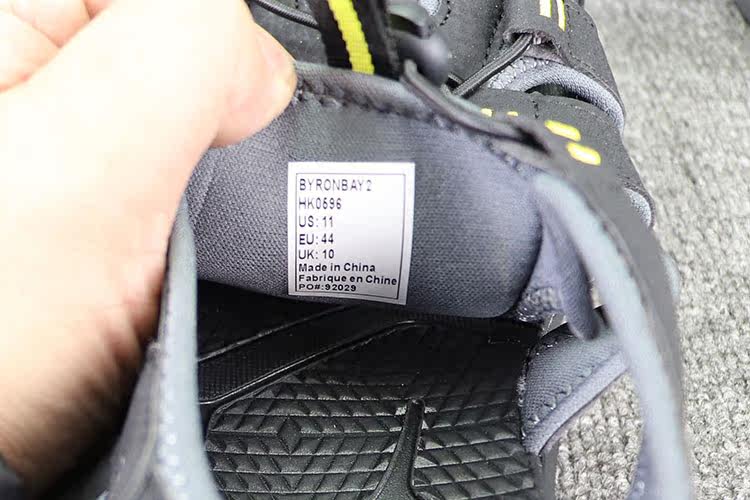 BYRONBAY2
HK0596
US: 11
EU: 44
UK: 10
Made in China
Fabrique en Chine
PO#:92029